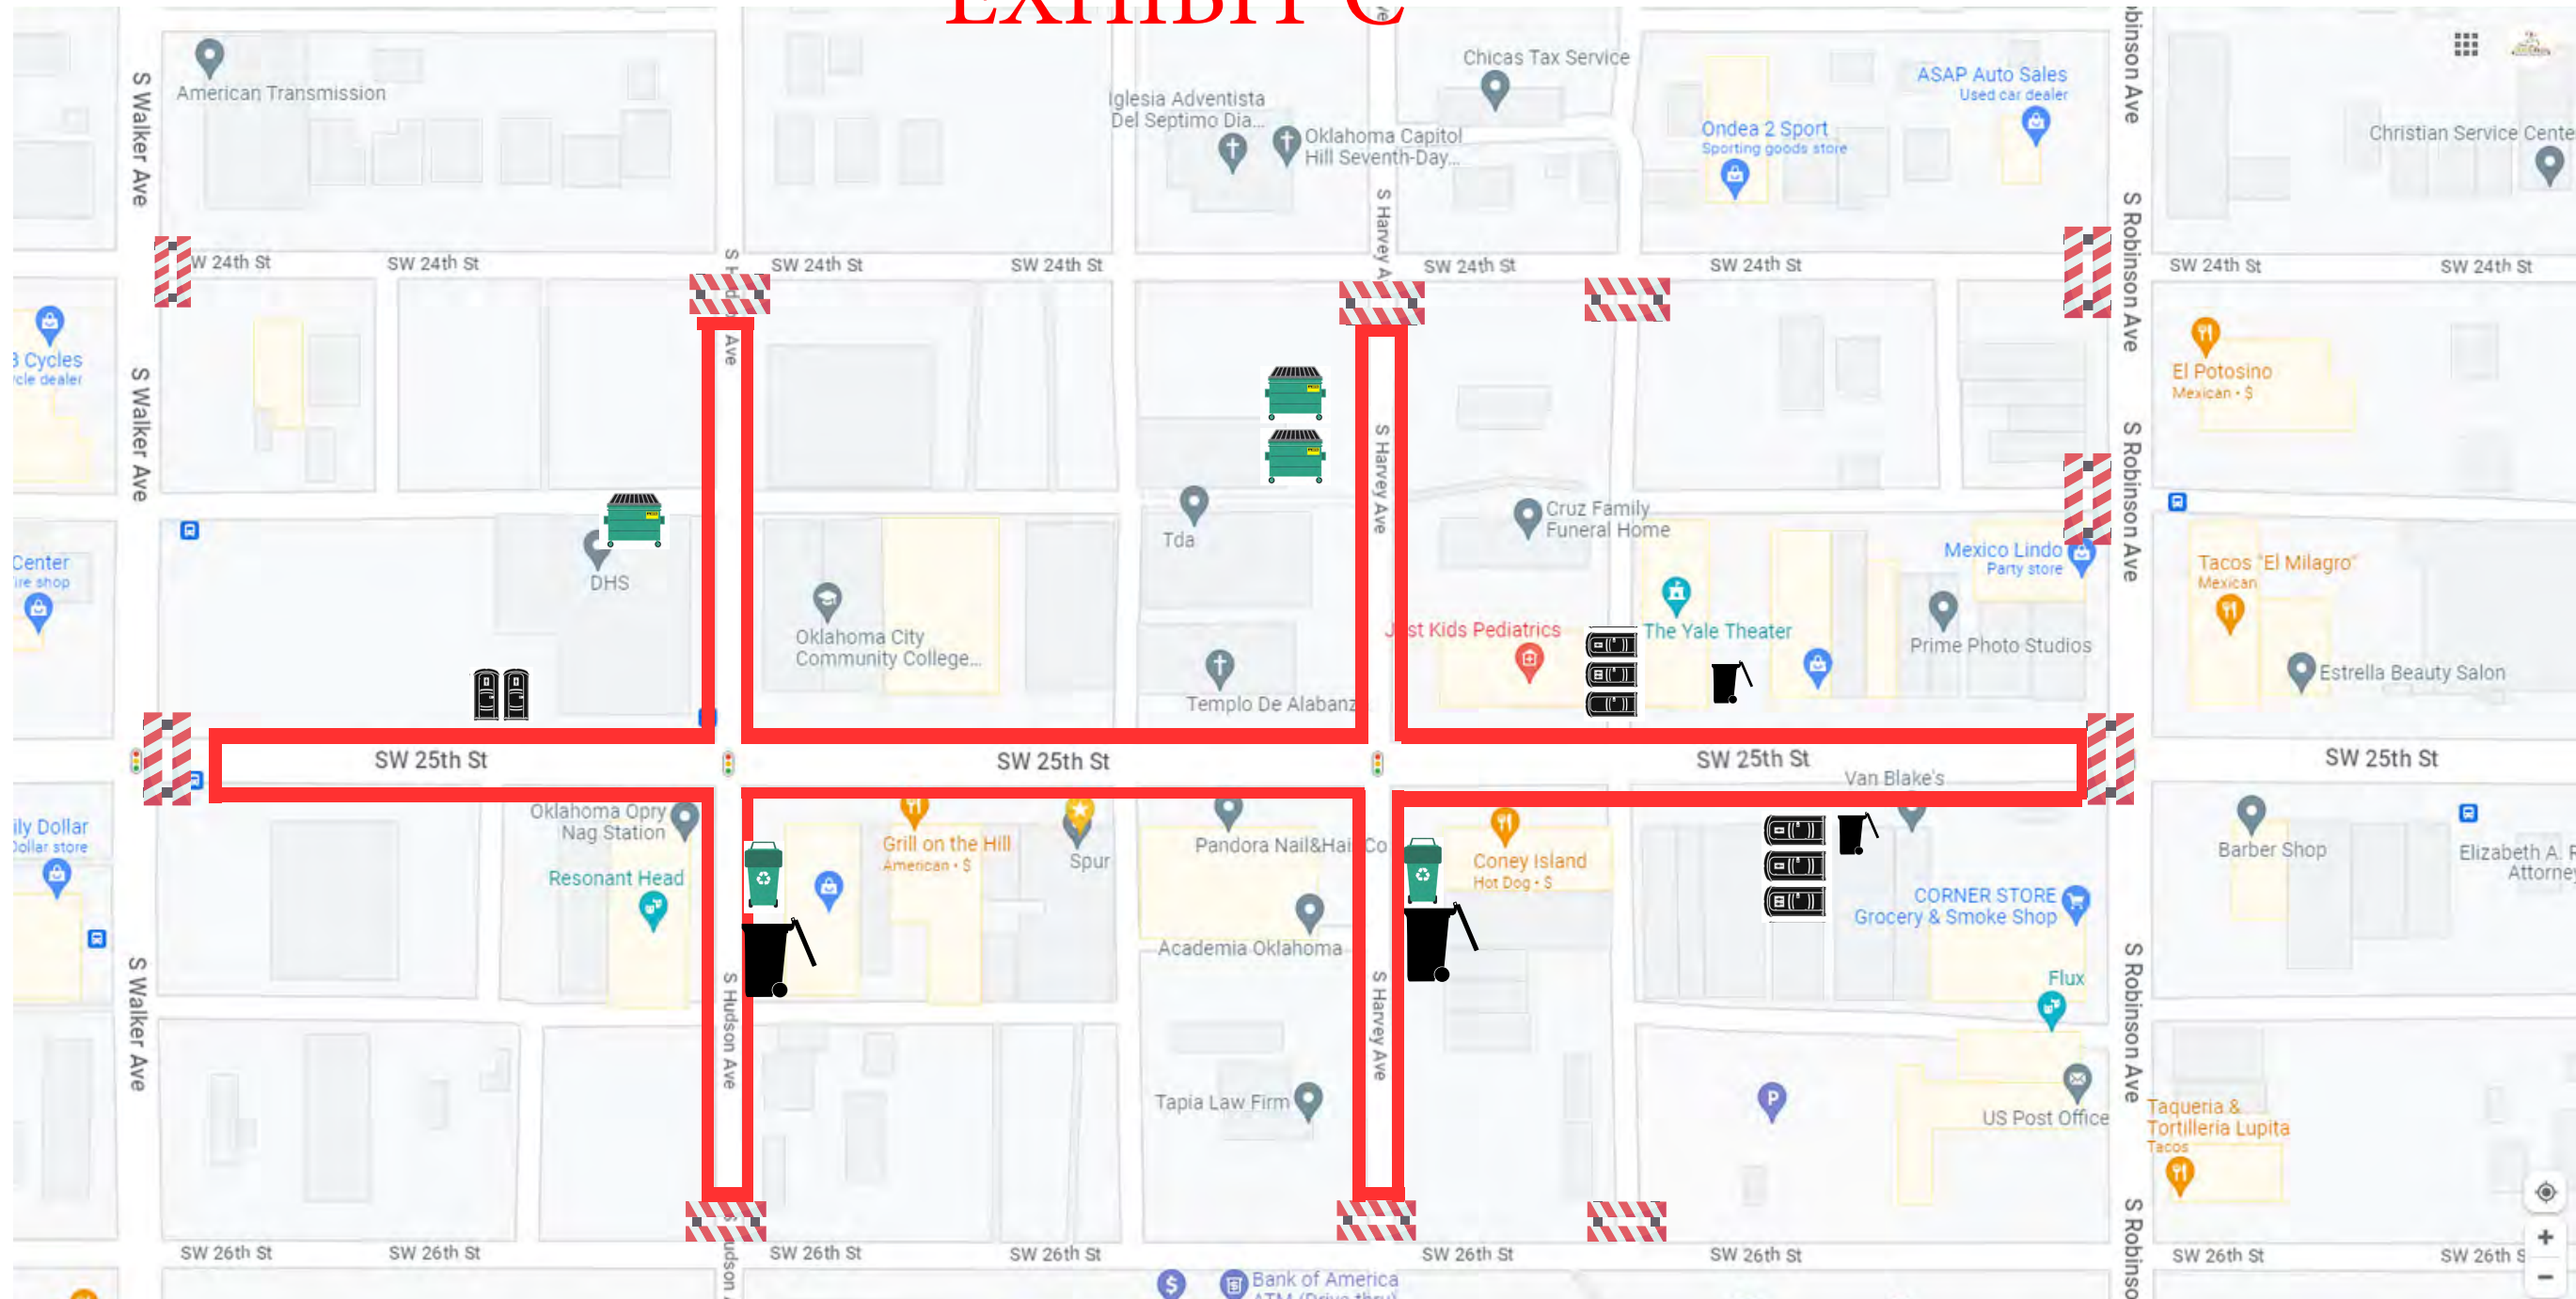 EXHIBIT C
American Transmission
S Walker Ave
Iglesia Adventista
Del Septimo Dia...
Oklahoma Capitol
Hill Seventh-Day...
Chicas Tax Service
S Harvey A
Ondea 2 Sport
Sporting goods store
ASAP Auto Sales
Used car dealer
S Robinson Ave
Christian Service Cente
W 24th St
SW 24th St
SW 24th St
SW 24th St
SW 24th St
SW 24th St
SW 24th St
SW 24th St
Cycles
cle dealer
S Walker Ave
Ave
S Harvey Ave
S Robinson Ave
El Potosino
Mexican • $
Center
ire shop
DHS
Oklahoma City
Community College...
Tda
Templo De Alabanz
Cruz Family
Funeral Home
st Kids Pediatrics
The Yale Theater
Mexico Lindo
Party store
Prime Photo Studios
Tacos "El Milagro"
Mexican
Estrella Beauty Salon
SW 25th St
SW 25th St
SW 25th St
SW 25th St
Van Blake's
ily Dollar
Dollar store
Oklahoma Opry
Nag Station
Resonant Head
Grill on the Hill
American • $
Spur
Pandora Nail&Hai Co
Academia Oklahoma
Coney Island
Hot Dog • $
CORNER STORE
Grocery & Smoke Shop
Barber Shop
Elizabeth A.
Attorney
Flux
S Walker Ave
S Hudson Ave
S Harvey Ave
S Robinson Ave
Tapia Law Firm
P
US Post Office
Taqueria &
Tortilleria Lupita
Tacos
SW 26th St
SW 26th St
SW 26th St
SW 26th St
SW 26th St
SW 26th St
SW 26th St
SW 26th S
udson
S Robinso
$
Bank of America